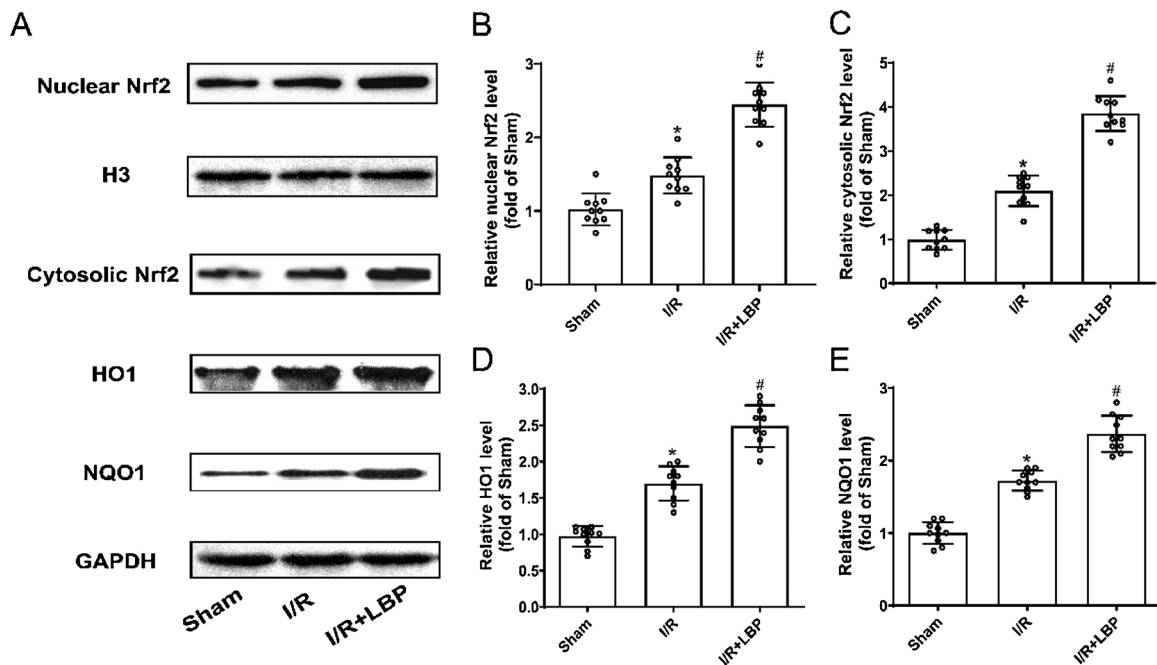 A
Nuclear Nrf2
H3
Cytosolic Nrf2
HO1
NQO1
GAPDH
Sham
I/R
I/R+LBP
B
Relative nuclear Nrf2 level
(fold of Sham)
3
2
1
0
*
#
Sham
I/R
I/R+LBP
C
Relative cytosolic Nrf2 level
(fold of Sham)
5
4
3
2
1
0
*
#
Sham
I/R
I/R+LBP
D
Relative HO1 level
(fold of Sham)
3.0
2.5
2.0
1.5
1.0
0.5
0.0
*
#
Sham
I/R
I/R+LBP
E
Relative NQO1 level
(fold of Sham)
3
2
1
0
*
#
Sham
I/R
I/R+LBP